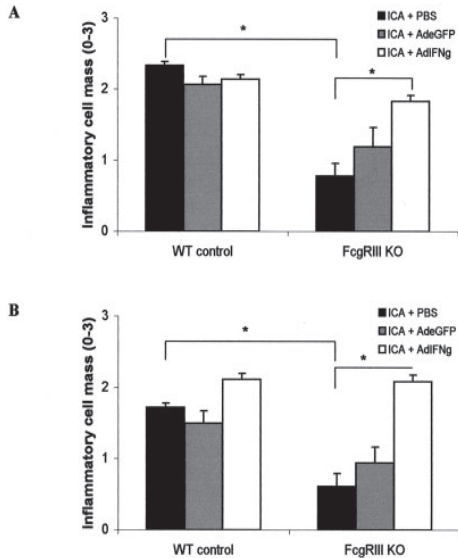 A
Inflammatory cell mass (0-3)
3
2
1
0
ICA + PBS
ICA + AdeGFP
ICA + AdIFNg
*
*
WT control
FcgRIII KO
B
Inflammatory cell mass (0-3)
3
2
1
0
ICA + PBS
ICA + AdeGFP
ICA + AdIFNg
*
*
WT control
FcgRIII KO